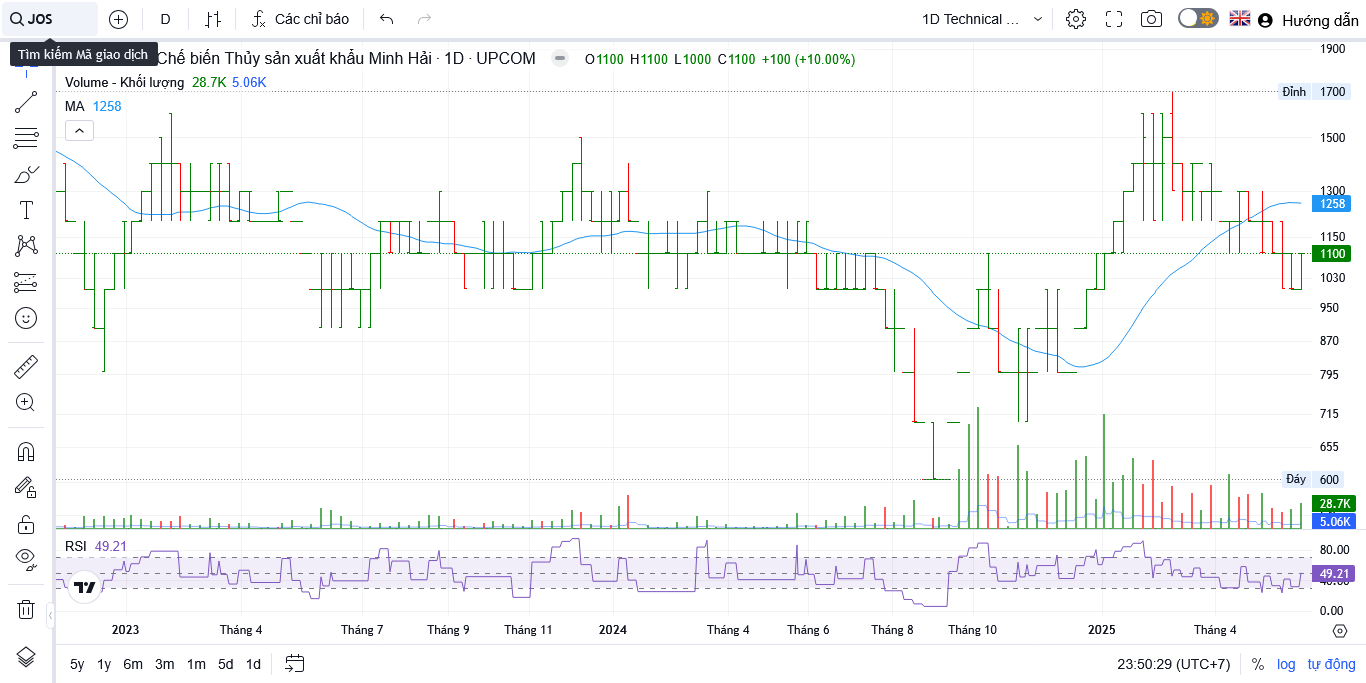 JOS D Các chỉ báo 1D Technical ... Hướng dẫn
Tìm kiếm Mã giao dịch
Chế biến Thủy sản xuất khẩu Minh Hải · 1D · UPCOM O1100 H1100 L1000 C1100 +100 (+10.00%)
Volume - Khối lượng 28.7K 5.06K
MA 1258
1900
Đỉnh 1700
1500
1300
1258
1150
1100
1030
950
870
795
715
655
Đáy 600
28.7K
5.06K
RSI 49.21
80.00
49.21
40.00
0.00
2023 Tháng 4 Tháng 7 Tháng 9 Tháng 11 2024 Tháng 4 Tháng 6 Tháng 8 Tháng 10 2025 Tháng 4
5y 1y 6m 3m 1m 5d 1d 23:50:29 (UTC+7) % log tự động